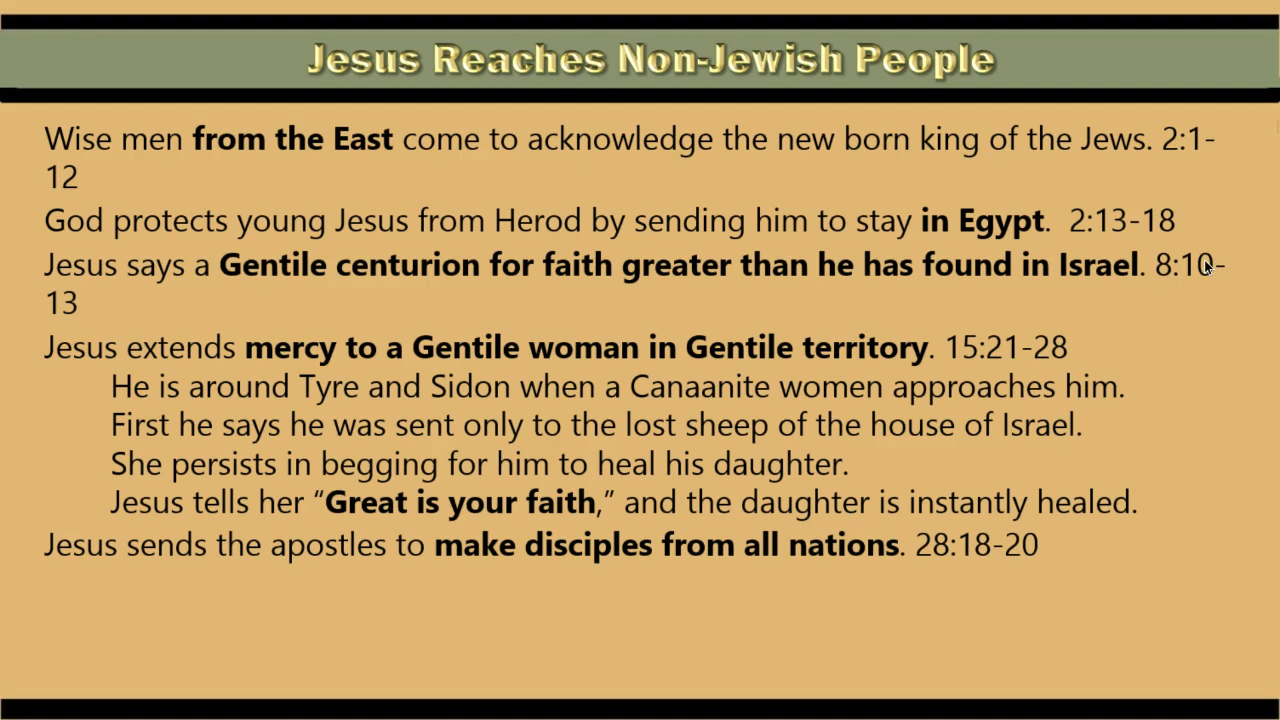 Jesus Reaches Non-Jewish People
Wise men from the East come to acknowledge the new born king of the Jews. 2:1-
12
God protects young Jesus from Herod by sending him to stay in Egypt.  2:13-18
Jesus says a Gentile centurion for faith greater than he has found in Israel. 8:10-
13
Jesus extends mercy to a Gentile woman in Gentile territory. 15:21-28
He is around Tyre and Sidon when a Canaanite women approaches him.
First he says he was sent only to the lost sheep of the house of Israel.
She persists in begging for him to heal his daughter.
Jesus tells her “Great is your faith,” and the daughter is instantly healed.
Jesus sends the apostles to make disciples from all nations. 28:18-20